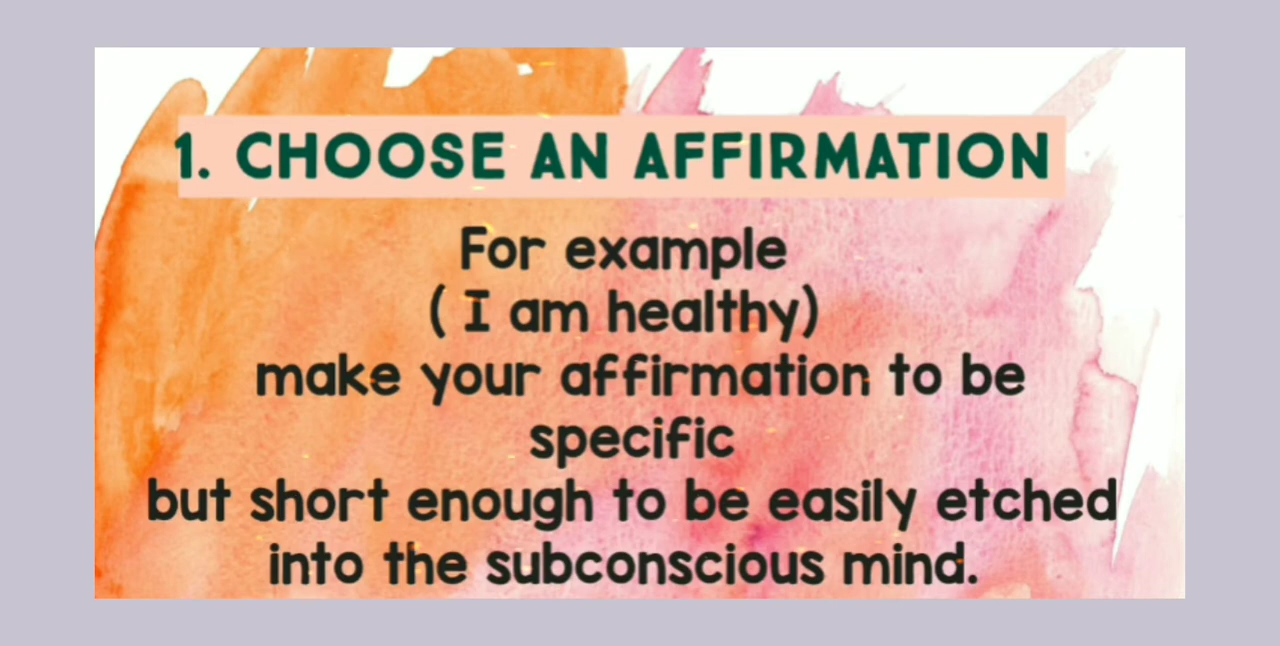 1. CHOOSE AN AFFIRMATION
For example
( I am healthy)
make your affirmation to be
specific
but short enough to be easily etched
into the subconscious mind.